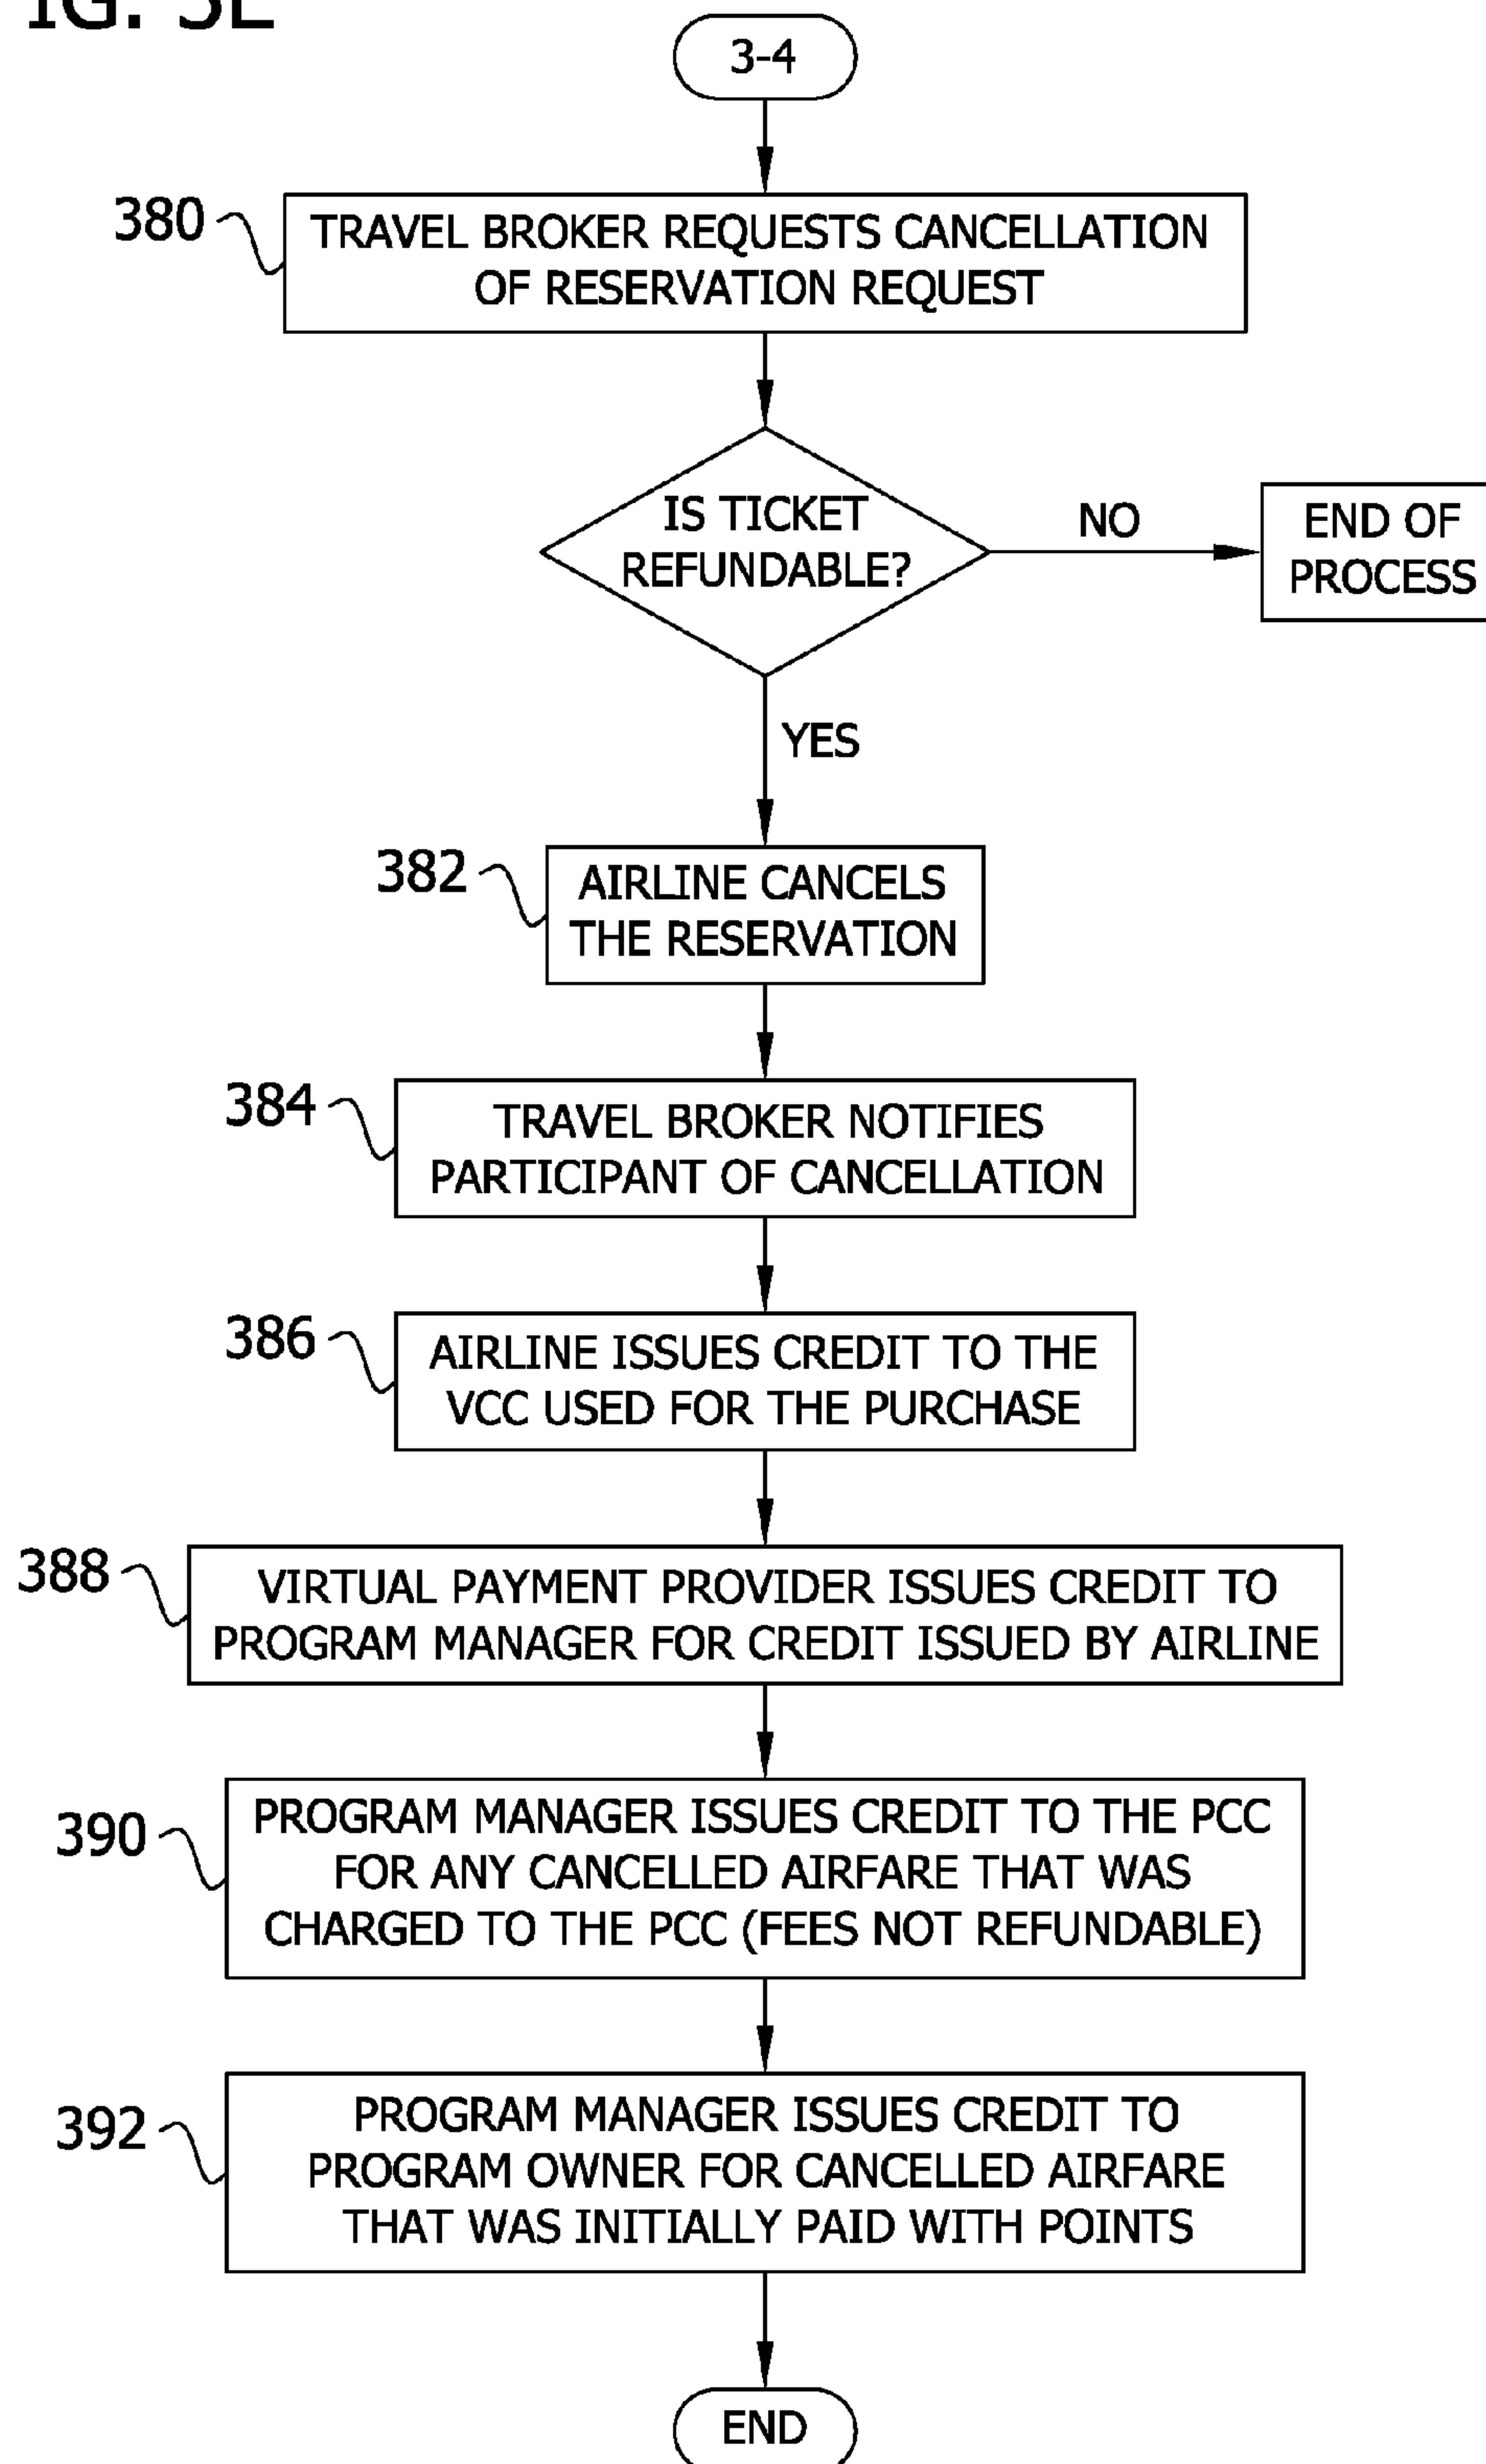 IG. 3E
3-4
380
TRAVEL BROKER REQUESTS CANCELLATION
OF RESERVATION REQUEST
IS TICKET
REFUNDABLE?
NO
END OF
PROCESS
YES
382
AIRLINE CANCELS
THE RESERVATION
384
TRAVEL BROKER NOTIFIES
PARTICIPANT OF CANCELLATION
386
AIRLINE ISSUES CREDIT TO THE
VCC USED FOR THE PURCHASE
388
VIRTUAL PAYMENT PROVIDER ISSUES CREDIT TO
PROGRAM MANAGER FOR CREDIT ISSUED BY AIRLINE
390
PROGRAM MANAGER ISSUES CREDIT TO THE PCC
FOR ANY CANCELLED AIRFARE THAT WAS
CHARGED TO THE PCC (FEES NOT REFUNDABLE)
392
PROGRAM MANAGER ISSUES CREDIT TO
PROGRAM OWNER FOR CANCELLED AIRFARE
THAT WAS INITIALLY PAID WITH POINTS
END